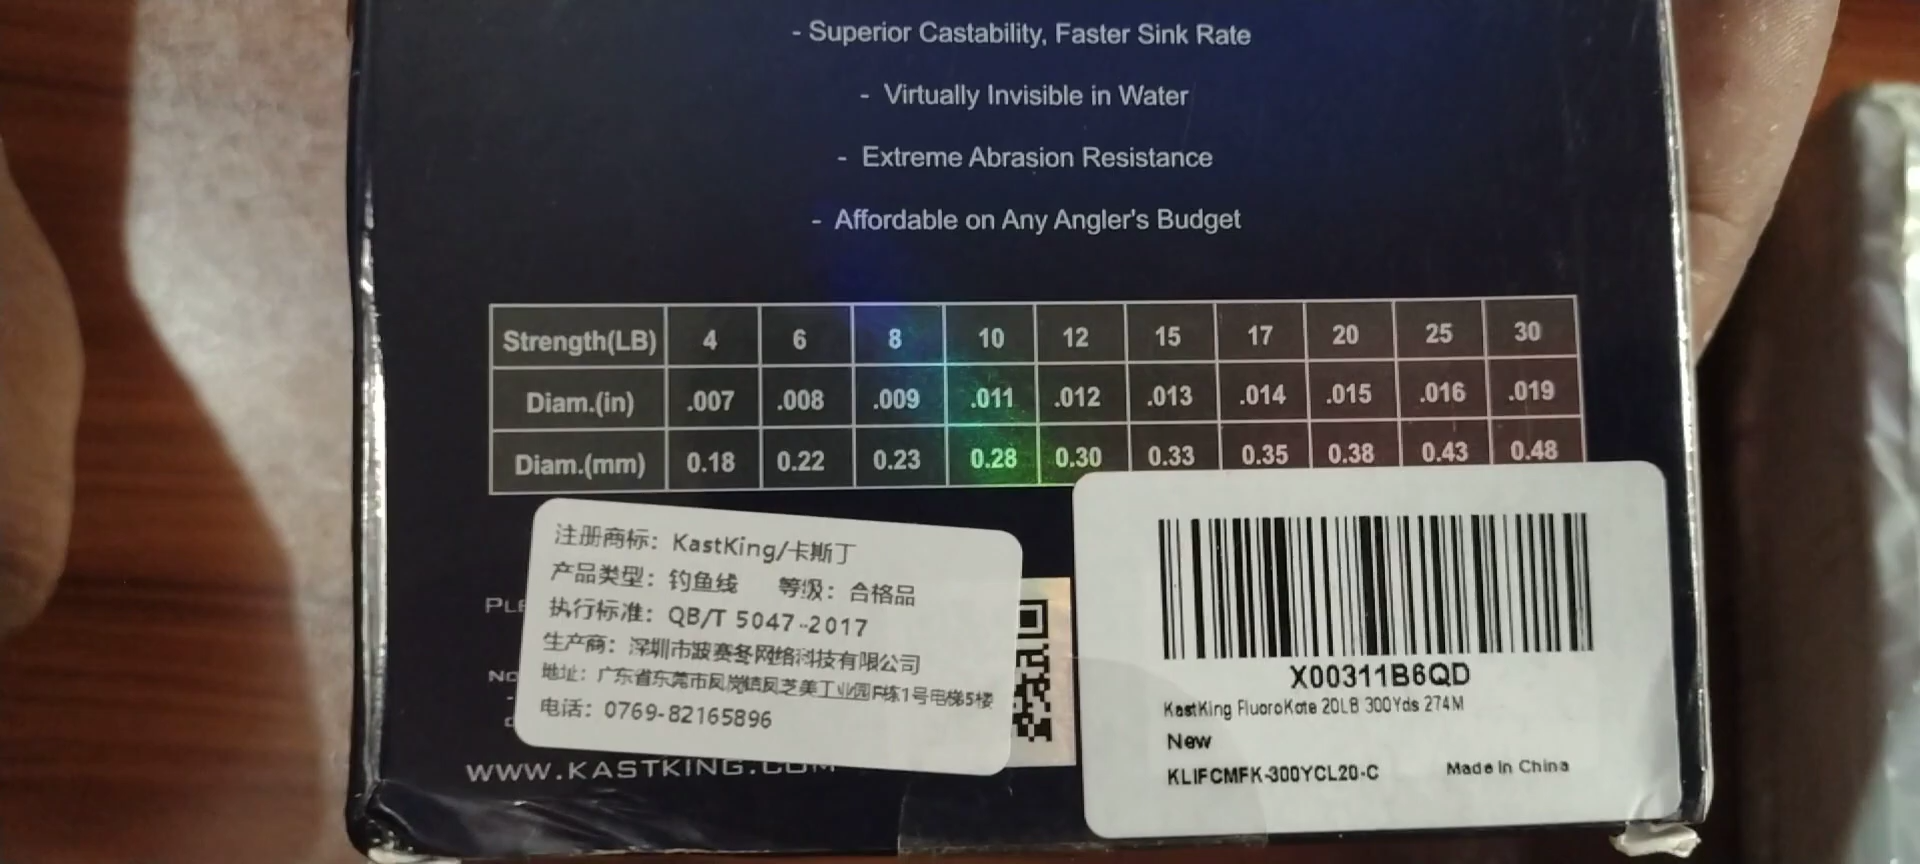 - Superior Castability, Faster Sink Rate
- Virtually Invisible in Water
- Extreme Abrasion Resistance
- Affordable on Any Angler's Budget
Strength(LB) 4 6 8 10 12 15 17 20 25 30
Diam.(in) .007 .008 .009 .011 .012 .013 .014 .015 .016 .019
Diam.(mm) 0.18 0.22 0.23 0.28 0.30 0.33 0.35 0.38 0.43 0.48
注册商标：KastKing/卡斯丁
产品类型：钓鱼线 等级：合格品
执行标准：QB/T 5047-2017
生产商：深圳市波赛冬网络科技有限公司
地址：广东省东莞市凤岗镇凤芝美工业园F栋1号电梯5楼
电话：0769-82165896
WWW.KASTKING.COM
X00311B6QD
KastKing FluoroKote 20LB 300Yds 274M
New
KLIFCMFK-300YCL20-C Made In China